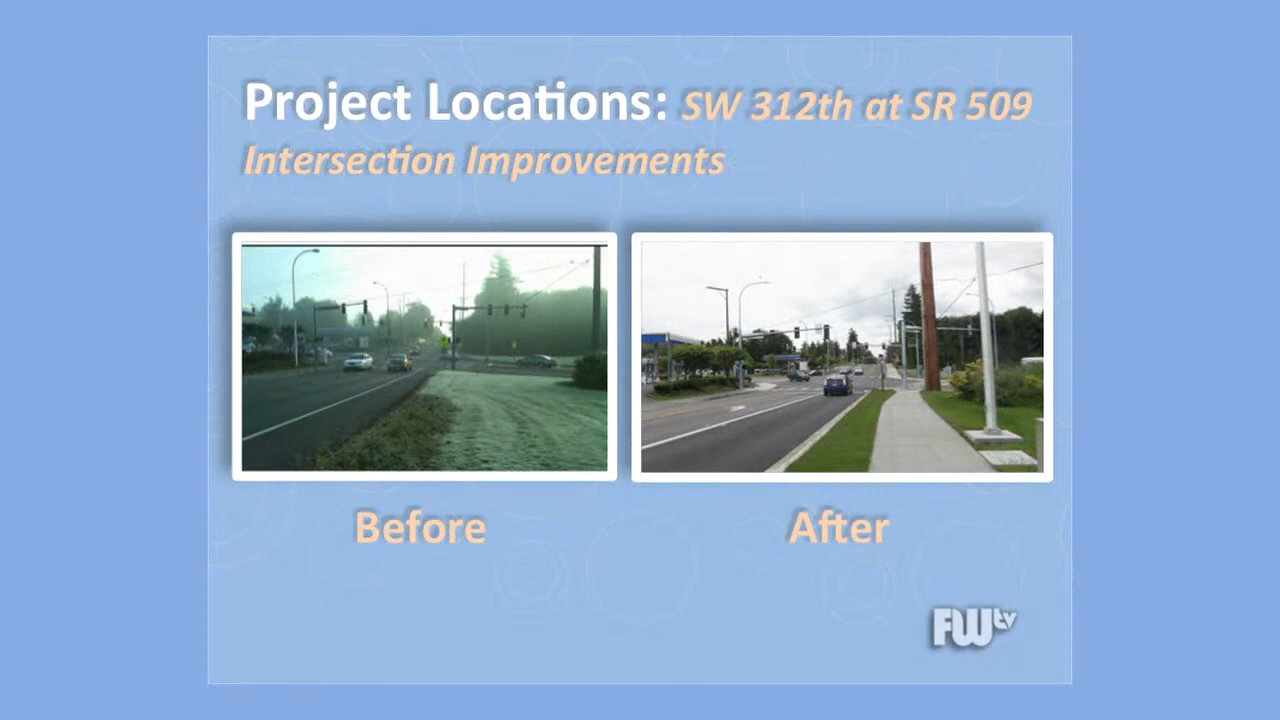 Project Locations: SW 312th at SR 509
Intersection Improvements
Before
After
FWtv